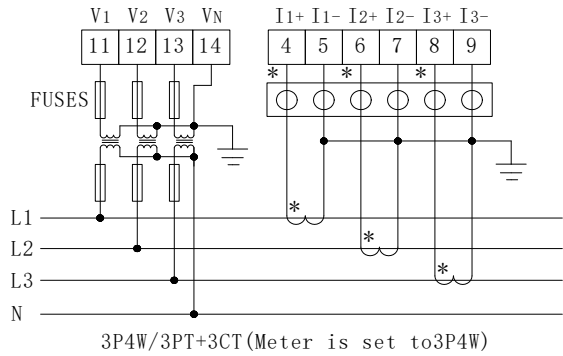 V1 V2 V3 VN I1+ I1- I2+ I2- I3+ I3-
11 12 13 14 4 5 6 7 8 9
* * *
FUSES
*
L1
*
L2
*
L3
N
3P4W/3PT+3CT(Meter is set to3P4W)